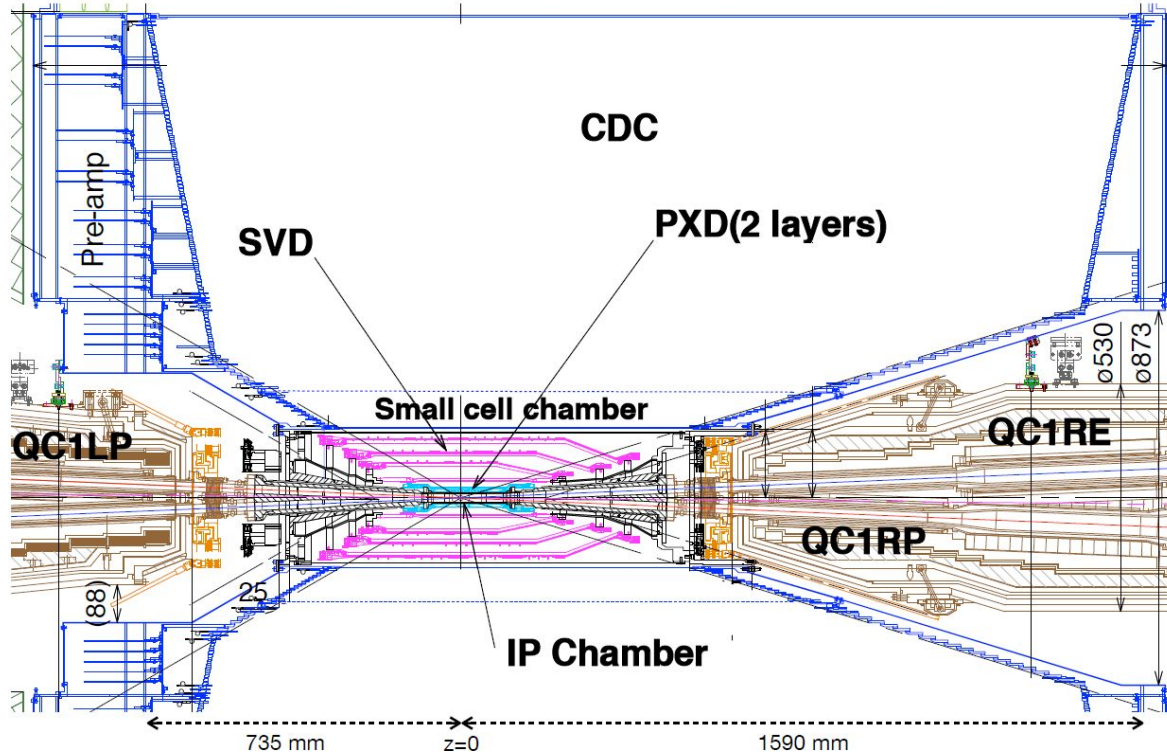 CDC
Pre-amp
PXD(2 layers)
SVD
ø530
ø873
Small cell chamber
QC1LP
QC1RE
QC1RP
(88)
25
IP Chamber
735 mm
z=0
1590 mm